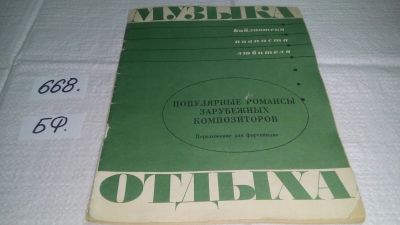 МУЗЫКА
библиотека
пианиста
любителя
668.
БФ.
ПОПУЛЯРНЫЕ РОМАНСЫ
ЗАРУБЕЖНЫХ
КОМПОЗИТОРОВ
Переложение для фортепиано
ОТДЫХА